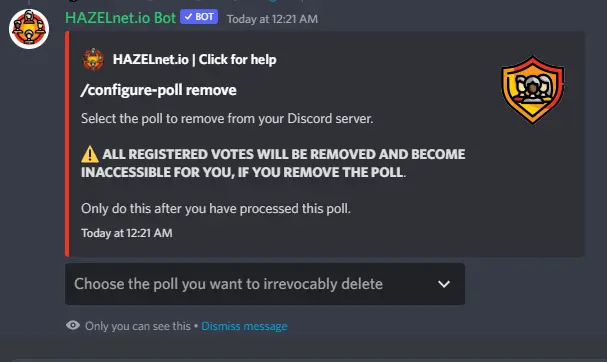 HAZELnet.io Bot ✓ BOT Today at 12:21 AM
HAZELnet.io | Click for help
/configure-poll remove
Select the poll to remove from your Discord server.
⚠️ ALL REGISTERED VOTES WILL BE REMOVED AND BECOME
INACCESSIBLE FOR YOU, IF YOU REMOVE THE POLL.
Only do this after you have processed this poll.
Today at 12:21 AM
Choose the poll you want to irrevocably delete
Only you can see this • Dismiss message